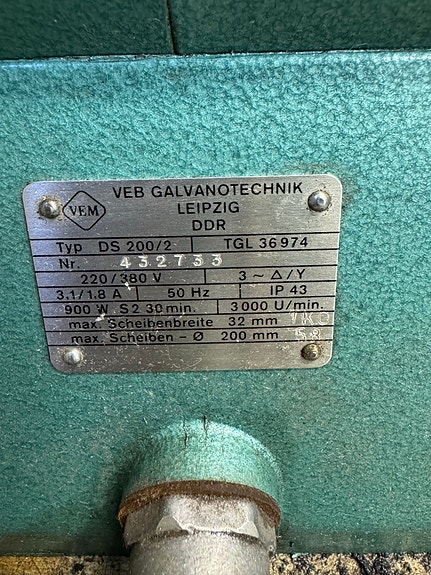 VEM
VEB GALVANOTECHNIK
LEIPZIG
DDR
Typ DS 200/2 TGL 36974
Nr. 432733
220/380 V 3 ~ Δ/Y
3.1/1.8 A 50 Hz IP 43
900 W S2 30 min. 3000 U/min.
max. Scheibenbreite 32 mm
max. Scheiben - Ø 200 mm